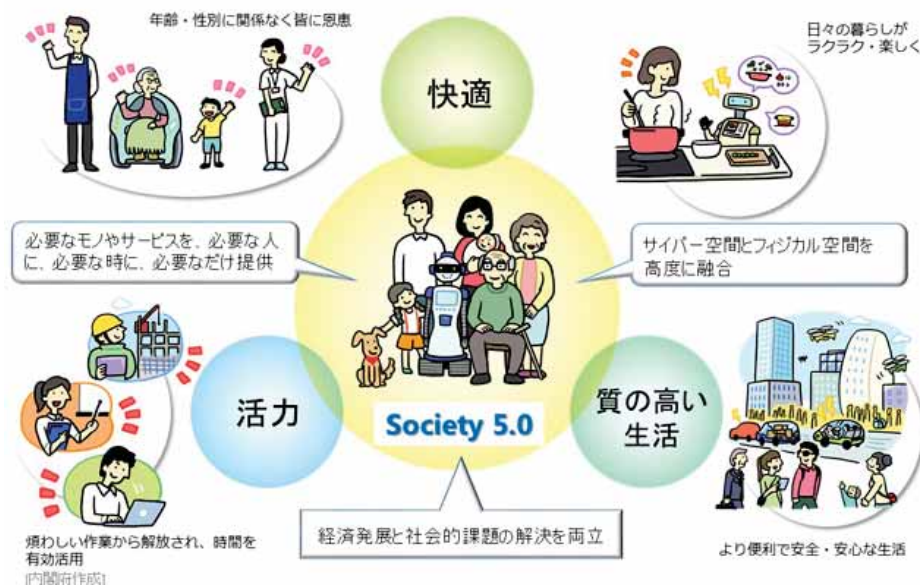 年齢・性別に関係なく皆に恩恵
快適
日々の暮らしが
ラクラク・楽しく
必要なモノやサービスを、必要な人
に、必要な時に、必要なだけ提供
サイバー空間とフィジカル空間を
高度に融合
活力
Society 5.0
質の高い
生活
経済発展と社会的課題の解決を両立
煩わしい作業から解放され、時間を
有効活用
[内閣府作成]
より便利で安全・安心な生活